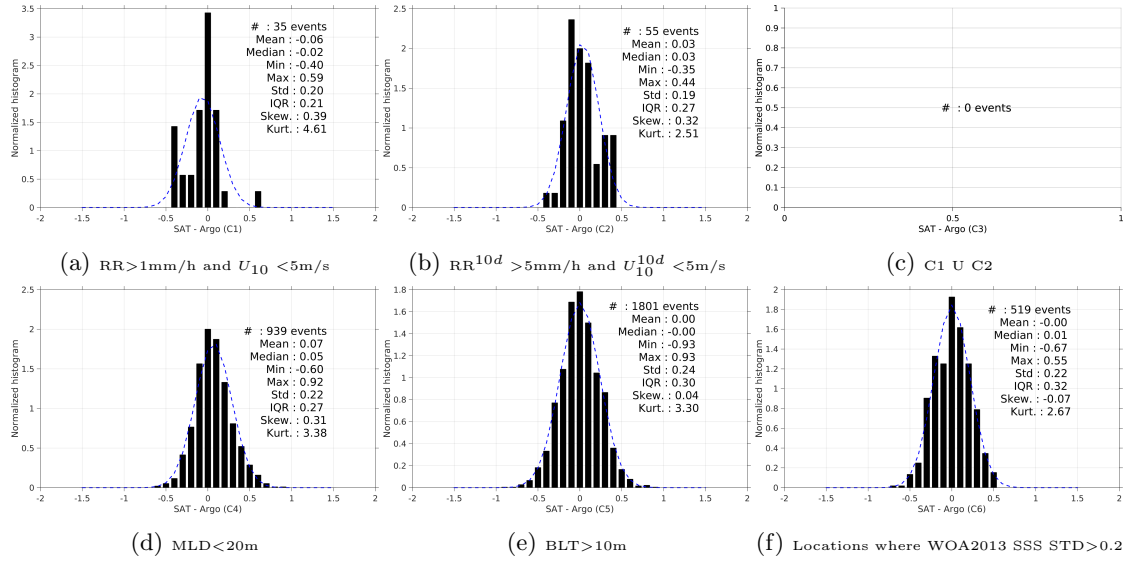 3.5
3
2.5
2
1.5
1
0.5
0
-2 -1.5 -1 -0.5 0 0.5 1 1.5 2
Normalized histogram
SAT - Argo (C1)
# : 35 events
Mean : -0.06
Median : -0.02
Min : -0.40
Max : 0.59
Std : 0.20
IQR : 0.21
Skew. : 0.39
Kurt. : 4.61
(a) RR>1mm/h and U10 <5m/s
2.5
2
1.5
1
0.5
0
-2 -1.5 -1 -0.5 0 0.5 1 1.5 2
Normalized histogram
SAT - Argo (C2)
# : 55 events
Mean : 0.03
Median : 0.03
Min : -0.35
Max : 0.44
Std : 0.19
IQR : 0.27
Skew. : 0.32
Kurt. : 2.51
(b) RR10d >5mm/h and U10d10 <5m/s
1
0.9
0.8
0.7
0.6
0.5
0.4
0.3
0.2
0.1
0
0 0.5 1
Normalized histogram
SAT - Argo (C3)
# : 0 events
(c) C1 U C2
2.5
2
1.5
1
0.5
0
-2 -1.5 -1 -0.5 0 0.5 1 1.5 2
Normalized histogram
SAT - Argo (C4)
# : 939 events
Mean : 0.07
Median : 0.05
Min : -0.60
Max : 0.92
Std : 0.22
IQR : 0.27
Skew. : 0.31
Kurt. : 3.38
(d) MLD<20m
1.8
1.6
1.4
1.2
1
0.8
0.6
0.4
0.2
0
-2 -1.5 -1 -0.5 0 0.5 1 1.5 2
Normalized histogram
SAT - Argo (C5)
# : 1801 events
Mean : 0.00
Median : -0.00
Min : -0.93
Max : 0.93
Std : 0.24
IQR : 0.30
Skew. : 0.04
Kurt. : 3.30
(e) BLT>10m
2
1.8
1.6
1.4
1.2
1
0.8
0.6
0.4
0.2
0
-2 -1.5 -1 -0.5 0 0.5 1 1.5 2
Normalized histogram
SAT - Argo (C6)
# : 519 events
Mean : -0.00
Median : 0.01
Min : -0.67
Max : 0.55
Std : 0.22
IQR : 0.32
Skew. : -0.07
Kurt. : 2.67
(f) Locations where WOA2013 SSS STD>0.2